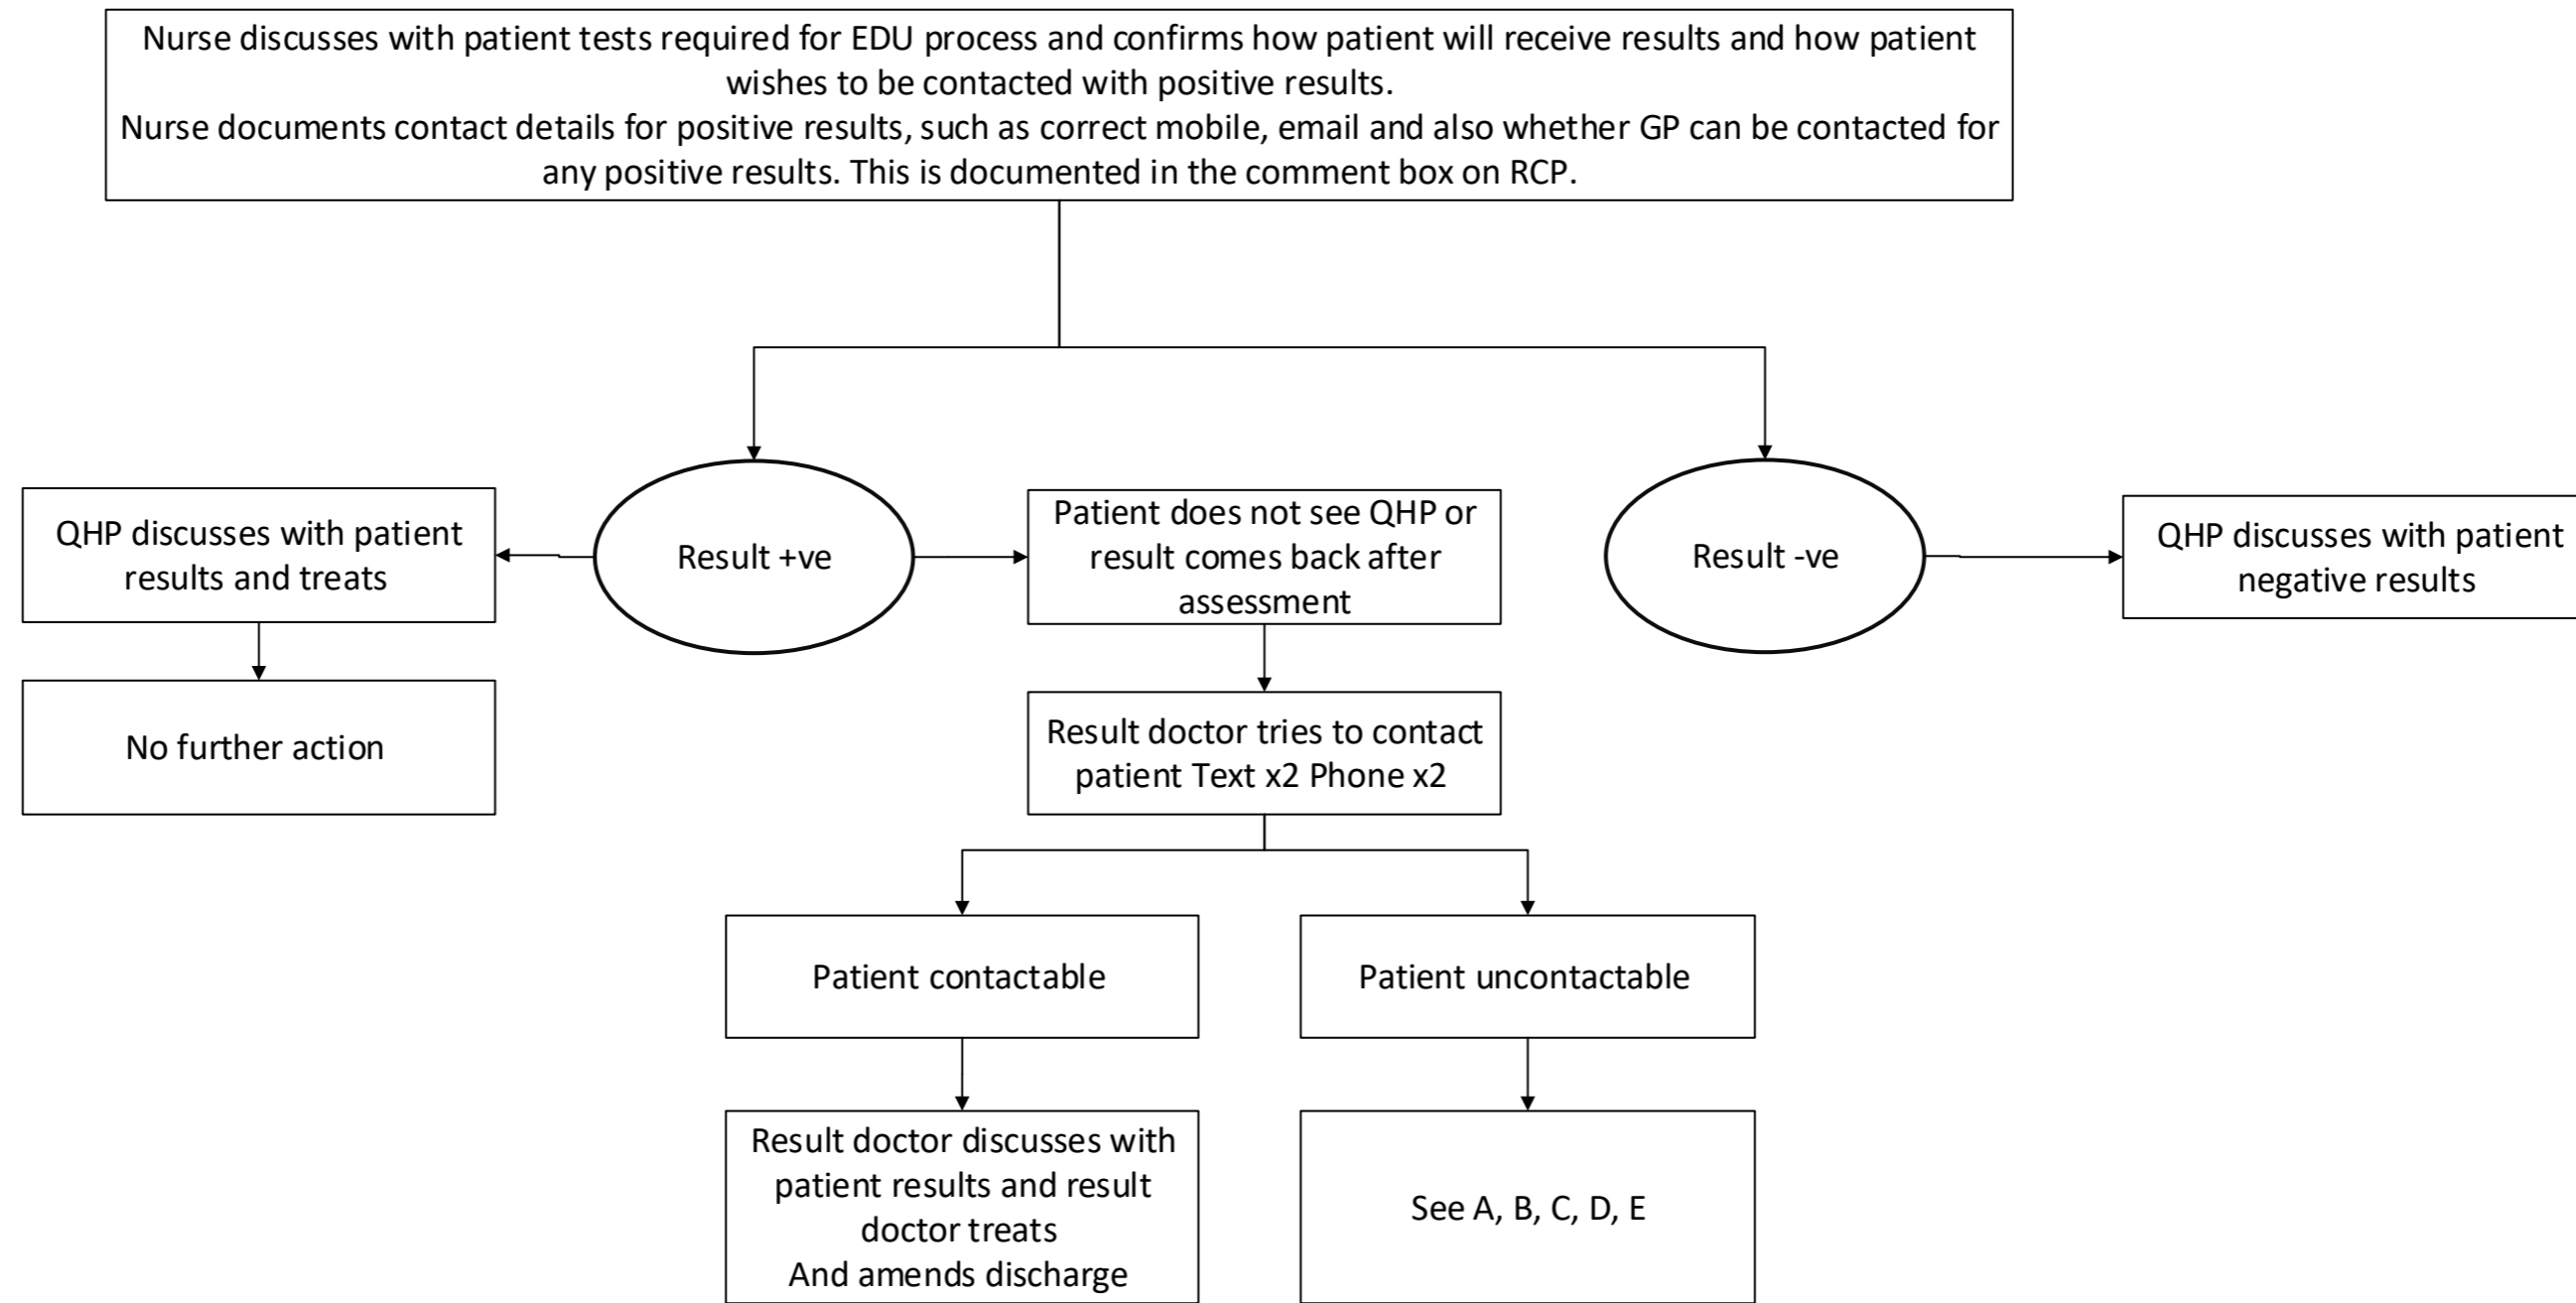 Nurse discusses with patient tests required for EDU process and confirms how patient will receive results and how patient
wishes to be contacted with positive results.
Nurse documents contact details for positive results, such as correct mobile, email and also whether GP can be contacted for
any positive results. This is documented in the comment box on RCP.
QHP discusses with patient
results and treats
Result +ve
Patient does not see QHP or
result comes back after
assessment
Result -ve
QHP discusses with patient
negative results
No further action
Result doctor tries to contact
patient Text x2 Phone x2
Patient contactable
Patient uncontactable
Result doctor discusses with
patient results and result
doctor treats
And amends discharge
See A, B, C, D, E